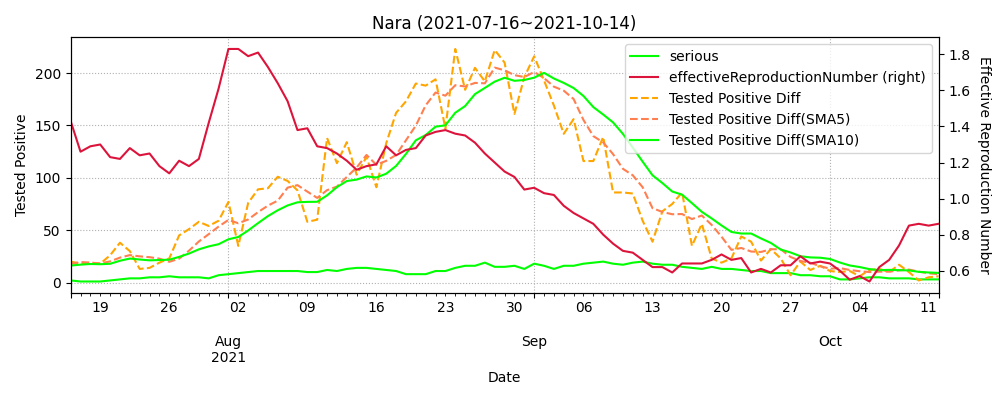 Nara (2021-07-16~2021-10-14)
serious
effectiveReproductionNumber (right)
Tested Positive Diff
Tested Positive Diff(SMA5)
Tested Positive Diff(SMA10)
Tested Positive
200
150
100
50
0
1.8
1.6
1.4
1.2
1.0
0.8
0.6
Effective Reproduction Number
19 26 02 09 16 23 30 06 13 20 27 04 11
Aug Sep Oct
2021
Date